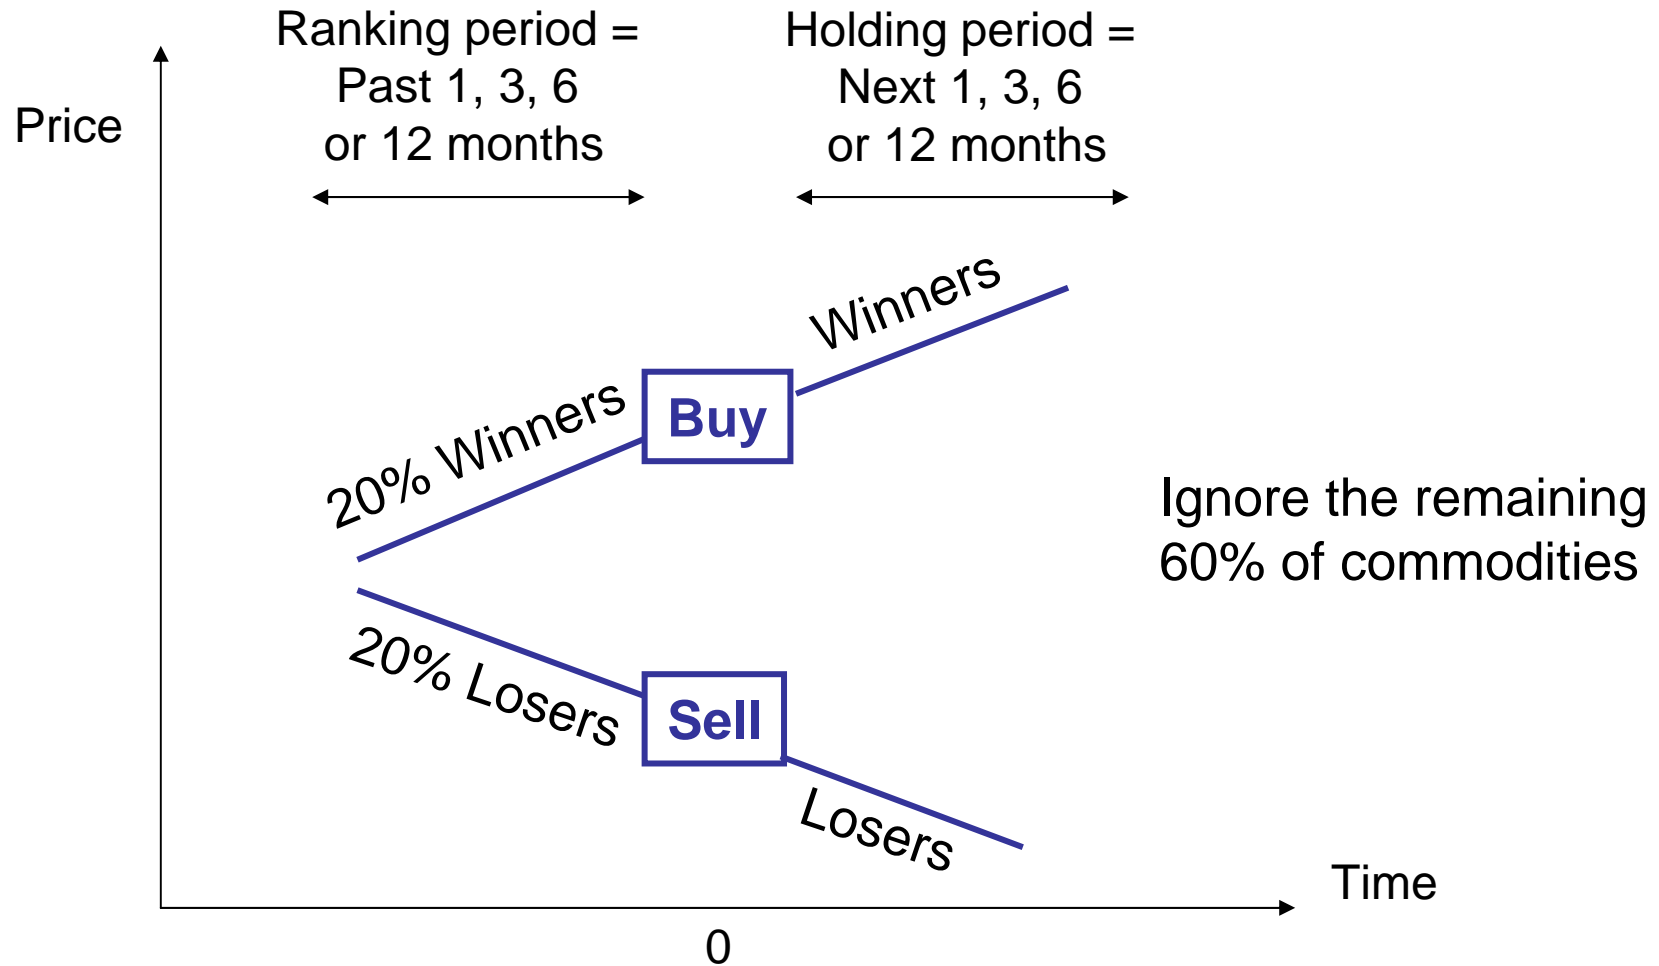 Ranking period =
Past 1, 3, 6
or 12 months
Holding period =
Next 1, 3, 6
or 12 months
Price
Winners
20% Winners
Buy
Ignore the remaining
60% of commodities
20% Losers
Sell
Losers
Time
0